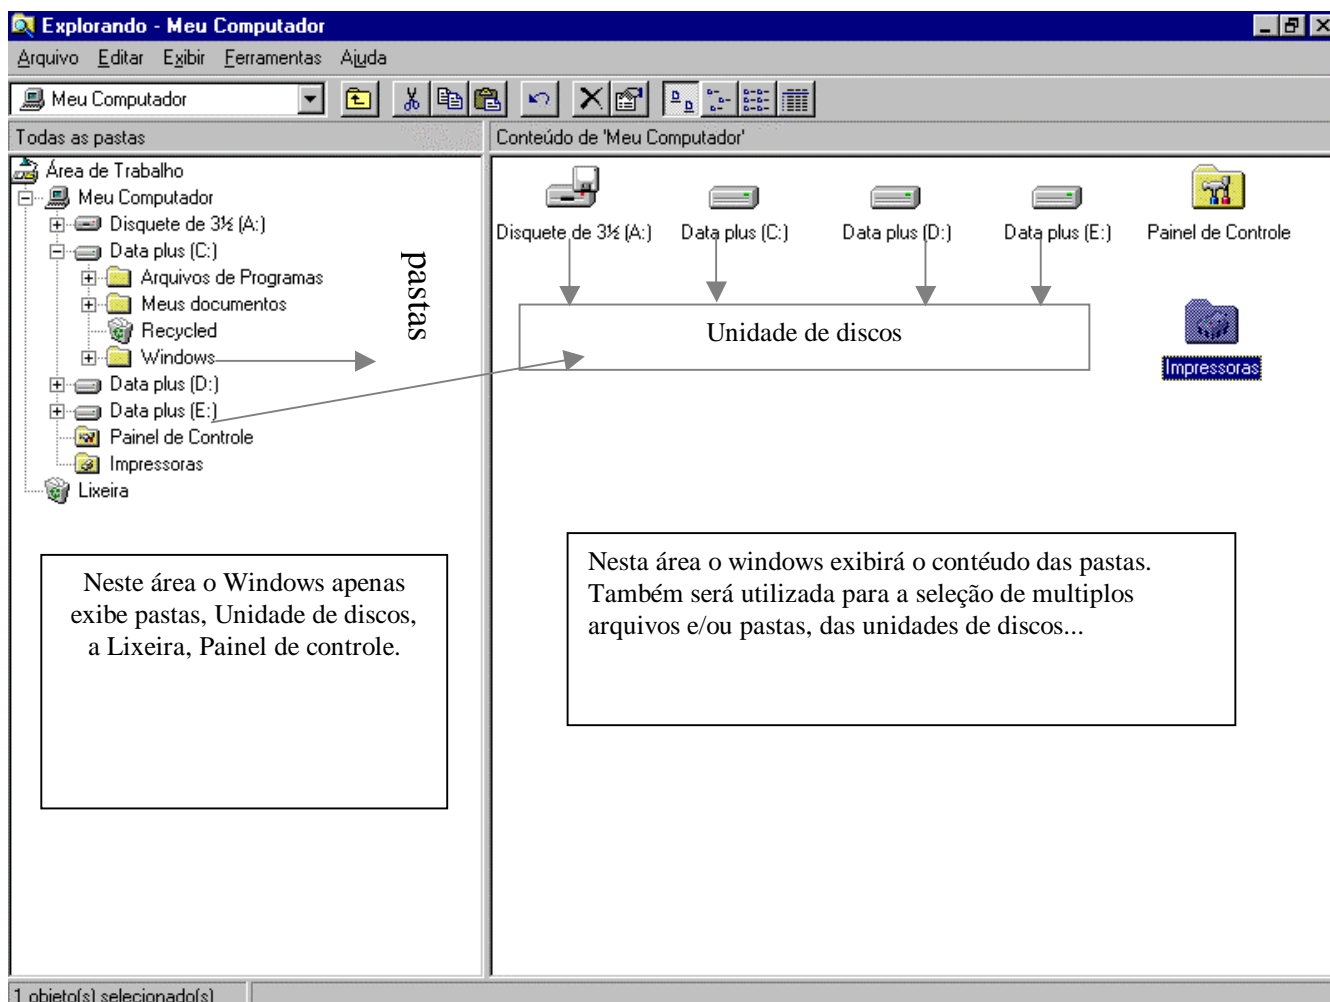 Explorando - Meu Computador
Arquivo Editar Exibir Ferramentas Ajuda
Meu Computador
Todas as pastas
Conteúdo de 'Meu Computador'
Área de Trabalho
Meu Computador
Disquete de 3½ (A:)
Data plus (C:)
Arquivos de Programas
Meus documentos
Recycled
Windows
Data plus (D:)
Data plus (E:)
Painel de Controle
Impressoras
Lixeira
pastas
Neste área o Windows apenas
exibe pastas, Unidade de discos,
a Lixeira, Painel de controle.
Disquete de 3½ (A:) Data plus (C:) Data plus (D:) Data plus (E:) Painel de Controle
Unidade de discos
Impressoras
Nesta área o windows exibirá o contéudo das pastas.
Também será utilizada para a seleção de multiplos
arquivos e/ou pastas, das unidades de discos...
1 objeto(s) selecionado(s)